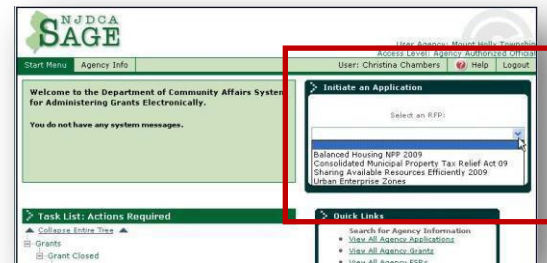 NJDCA
SAGE
User Agency: Mount Holly Township
Access Level: Agency Authorized Official
Start Menu Agency Info User: Christina Chambers Help Logout
Welcome to the Department of Community Affairs System
for Administering Grants Electronically.
You do not have any system messages.
Initiate an Application
Select an RFP:
Balanced Housing NPP 2009
Consolidated Municipal Property Tax Relief Act 09
Sharing Available Resources Efficiently 2009
Urban Enterprise Zones
Task List: Actions Required
Collapse Entire Tree
Grants
Grant Closed
Quick Links
Search for Agency Information
View All Agency Applications
View All Agency Grants
View All Agency FSRs